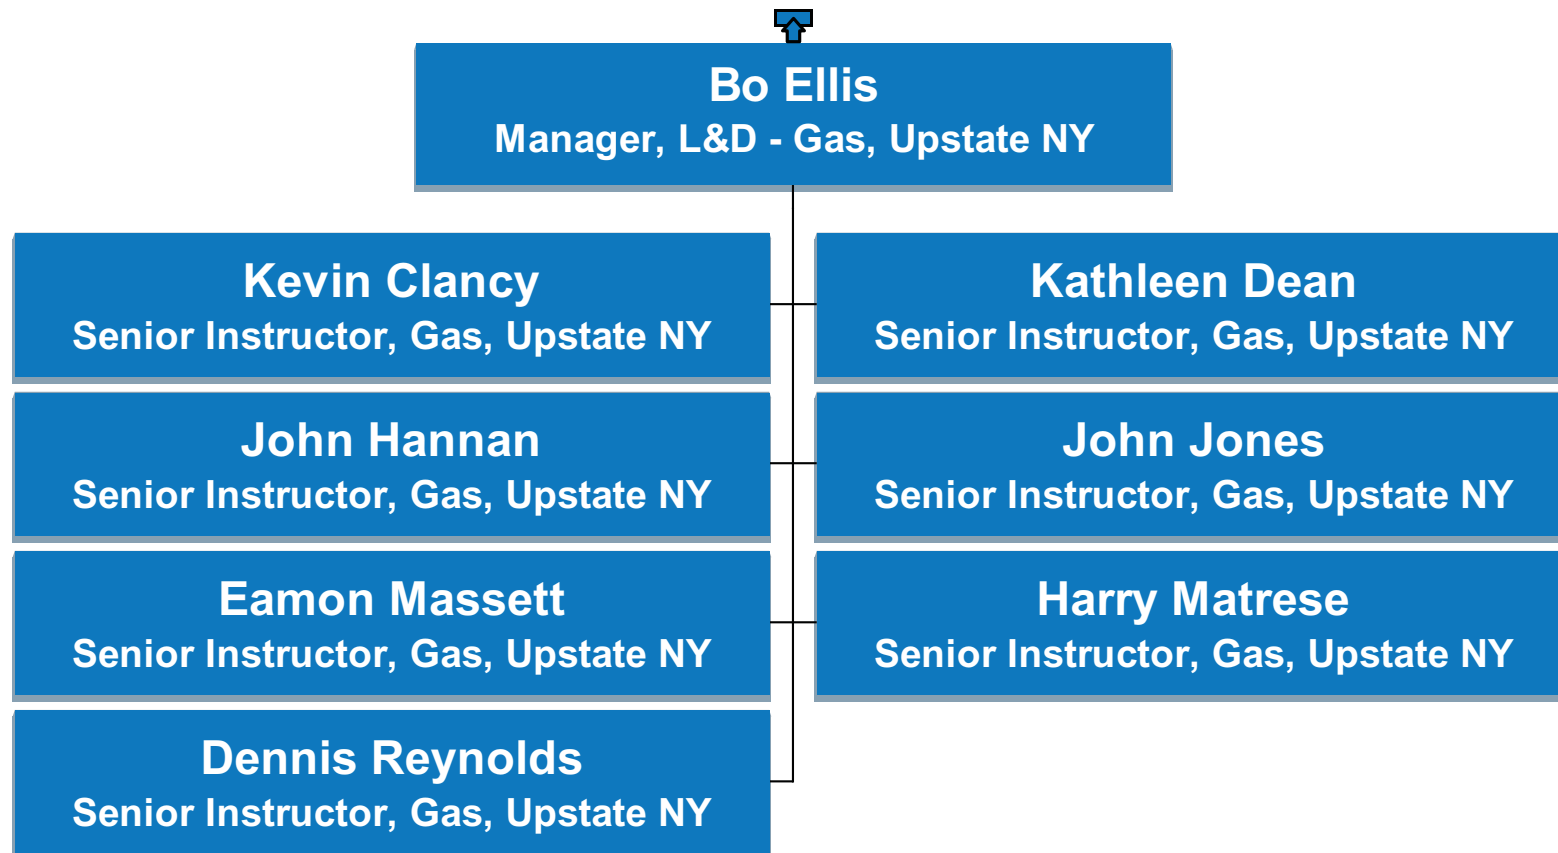 Bo Ellis
Manager, L&D - Gas, Upstate NY
Kevin Clancy
Senior Instructor, Gas, Upstate NY
Kathleen Dean
Senior Instructor, Gas, Upstate NY
John Hannan
Senior Instructor, Gas, Upstate NY
John Jones
Senior Instructor, Gas, Upstate NY
Eamon Massett
Senior Instructor, Gas, Upstate NY
Harry Matrese
Senior Instructor, Gas, Upstate NY
Dennis Reynolds
Senior Instructor, Gas, Upstate NY